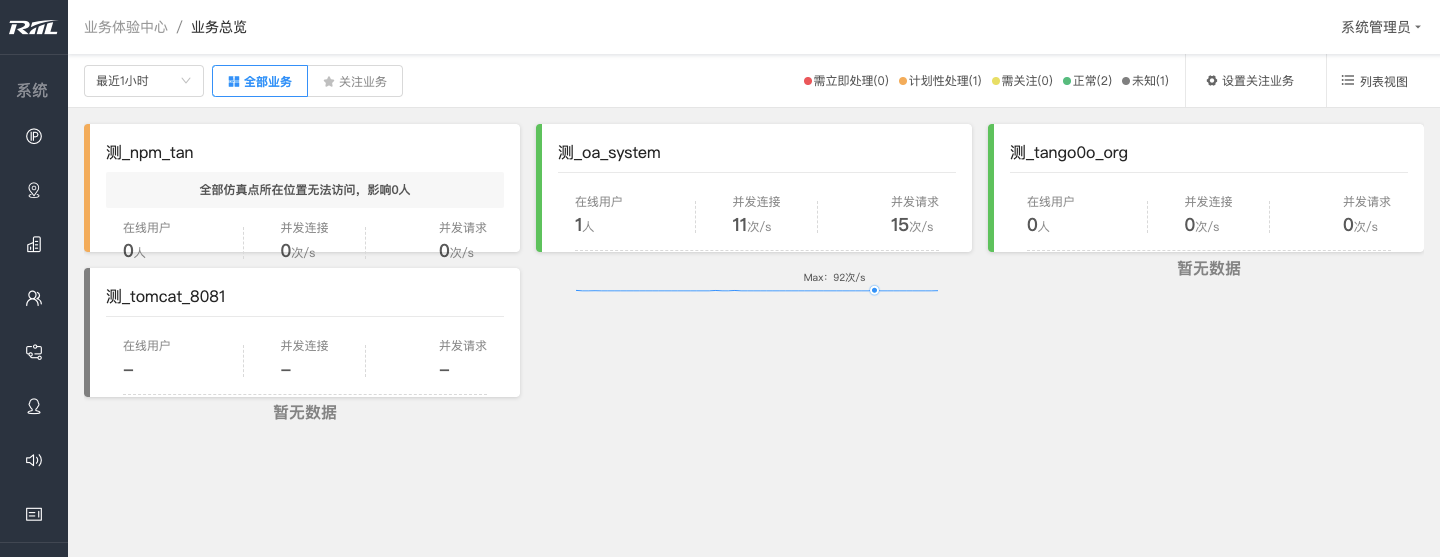 RIIL
业务体验中心 / 业务总览
系统管理员
系统
最近1小时
全部业务
关注业务
需立即处理(0)
计划性处理(1)
需关注(0)
正常(2)
未知(1)
设置关注业务
列表视图
测_npm_tan
全部仿真点所在位置无法访问，影响0人
在线用户 并发连接 并发请求
0人 0次/s 0次/s
测_oa_system
在线用户 并发连接 并发请求
1人 11次/s 15次/s
Max：92次/s
测_tango0o_org
在线用户 并发连接 并发请求
0人 0次/s 0次/s
暂无数据
测_tomcat_8081
在线用户 并发连接 并发请求
– – –
暂无数据